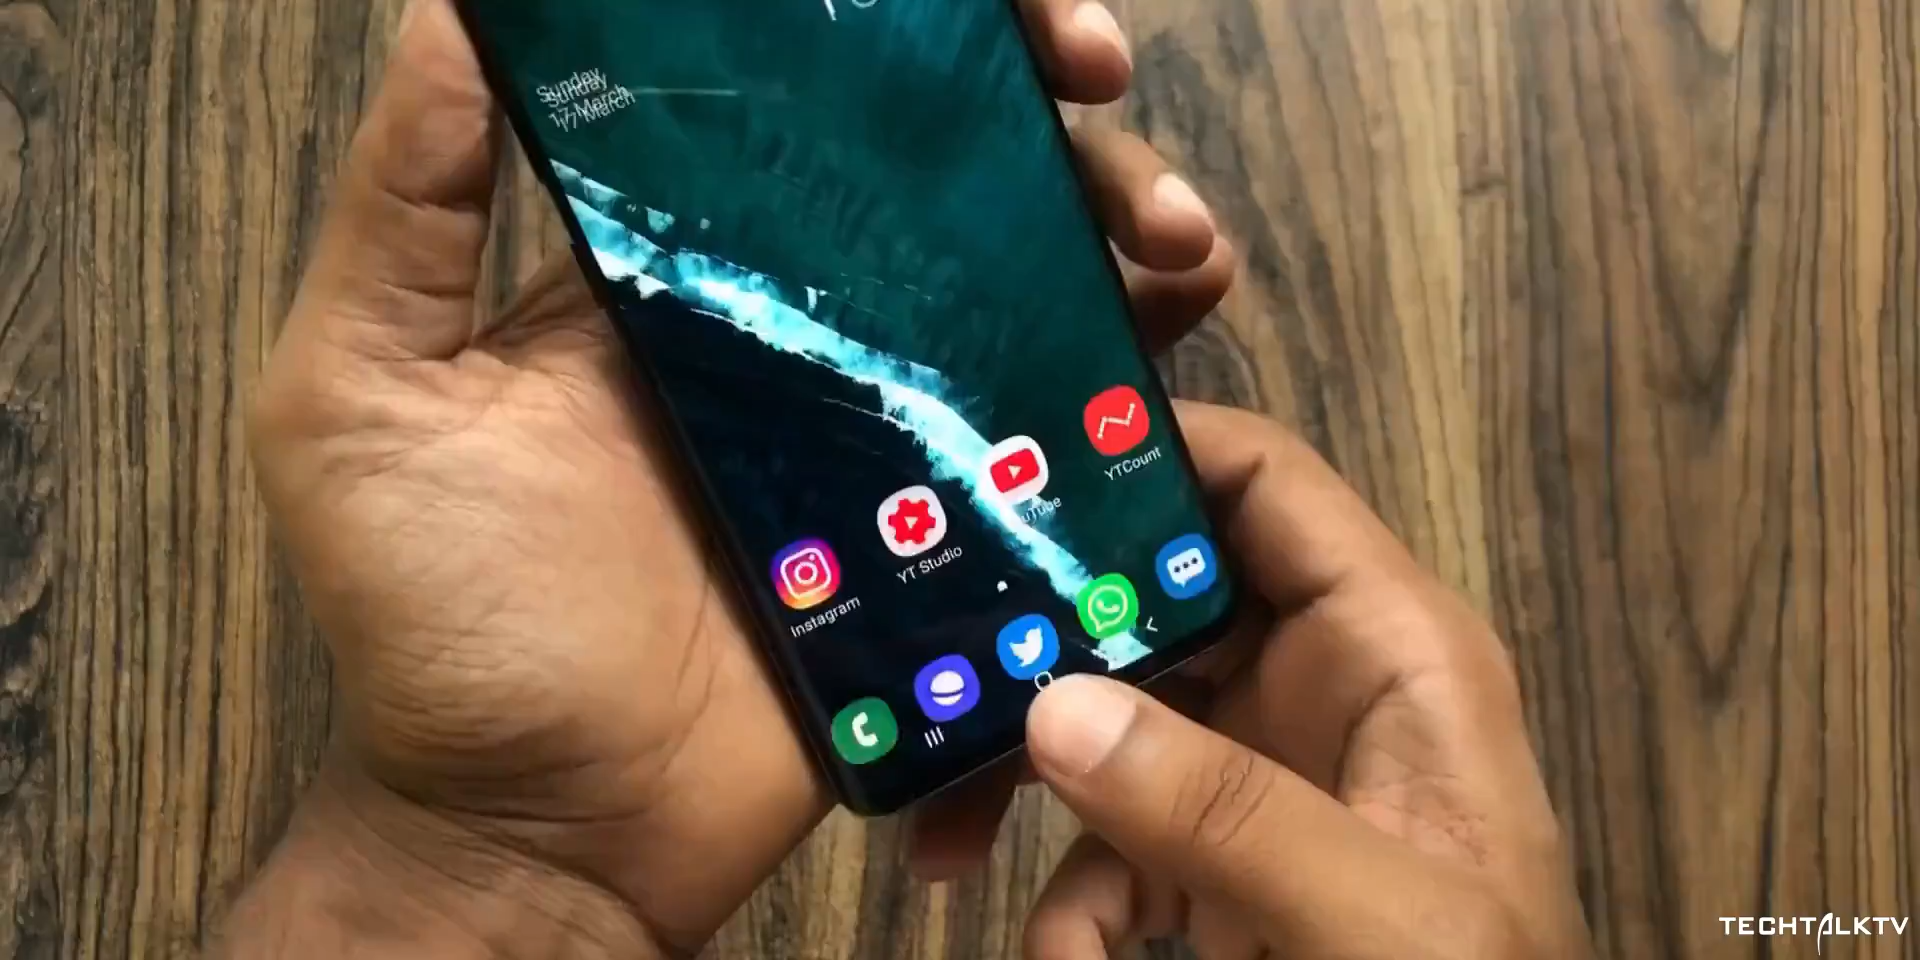 Sunday
17 March
YTCount
YT Studio
Instagram
TECHTALKTV